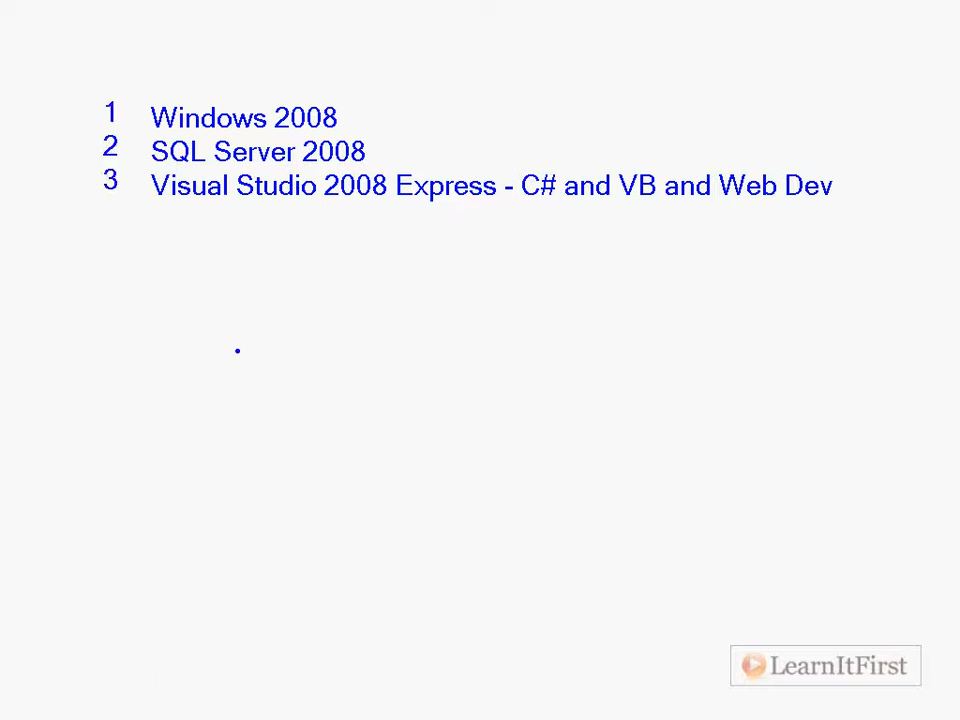 1 Windows 2008
2 SQL Server 2008
3 Visual Studio 2008 Express - C# and VB and Web Dev
LearnItFirst